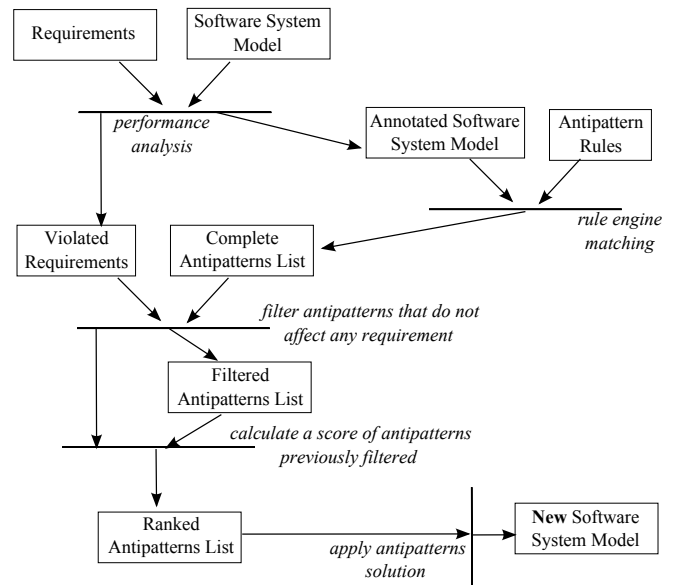 Requirements
Software System
Model
performance
analysis
Annotated Software
System Model
Antipattern
Rules
rule engine
matching
Violated
Requirements
Complete
Antipatterns List
filter antipatterns that do not
affect any requirement
Filtered
Antipatterns List
calculate a score of antipatterns
previously filtered
Ranked
Antipatterns List
apply antipatterns
solution
New Software
System Model